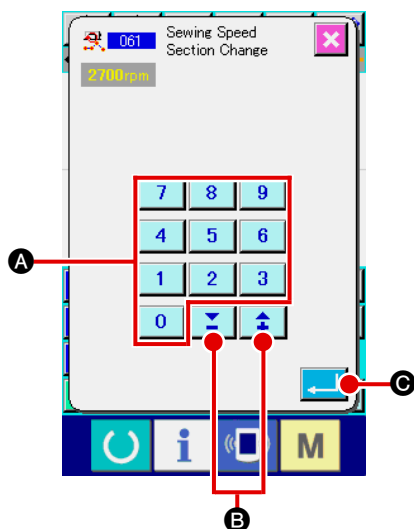 061 Sewing Speed
Section Change
2700rpm
7 8 9
A 4 5 6
1 2 3
0
C
i M
B